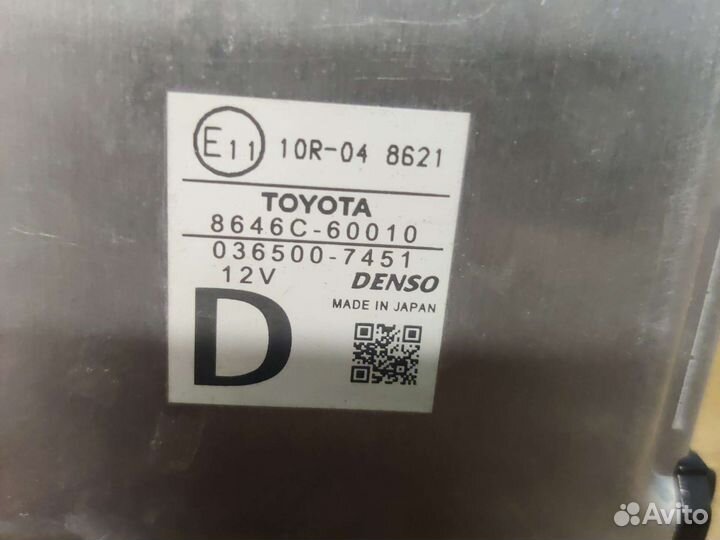 E11 10R-04 8621
TOYOTA
8646C-60010
036500-7451
12V DENSO
D MADE IN JAPAN
Avito